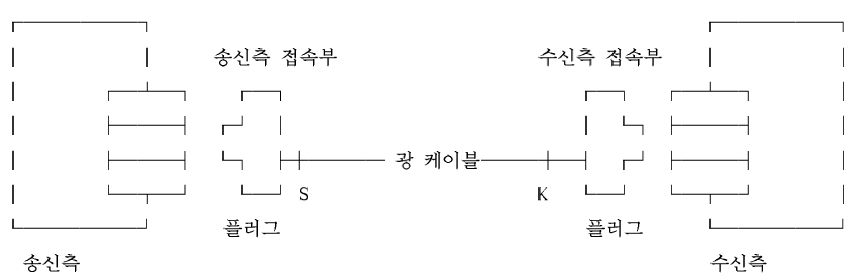 송신측 접속부 수신측 접속부
광 케이블
S K
플러그 플러그
송신측 수신측